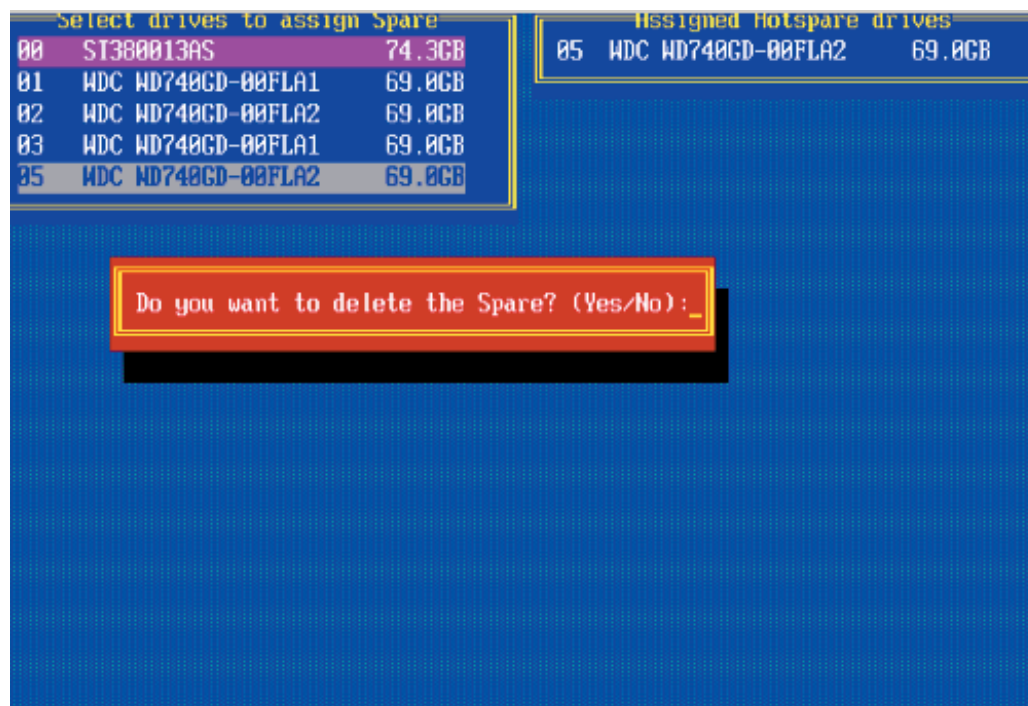 Select drives to assign Spare
00 ST380013AS 74.3GB
01 WDC WD740GD-00FLA1 69.0GB
02 WDC WD740GD-00FLA2 69.0GB
03 WDC WD740GD-00FLA1 69.0GB
05 WDC WD740GD-00FLA2 69.0GB
Assigned Hotspare drives
05 WDC WD740GD-00FLA2 69.0GB
Do you want to delete the Spare? (Yes/No):_